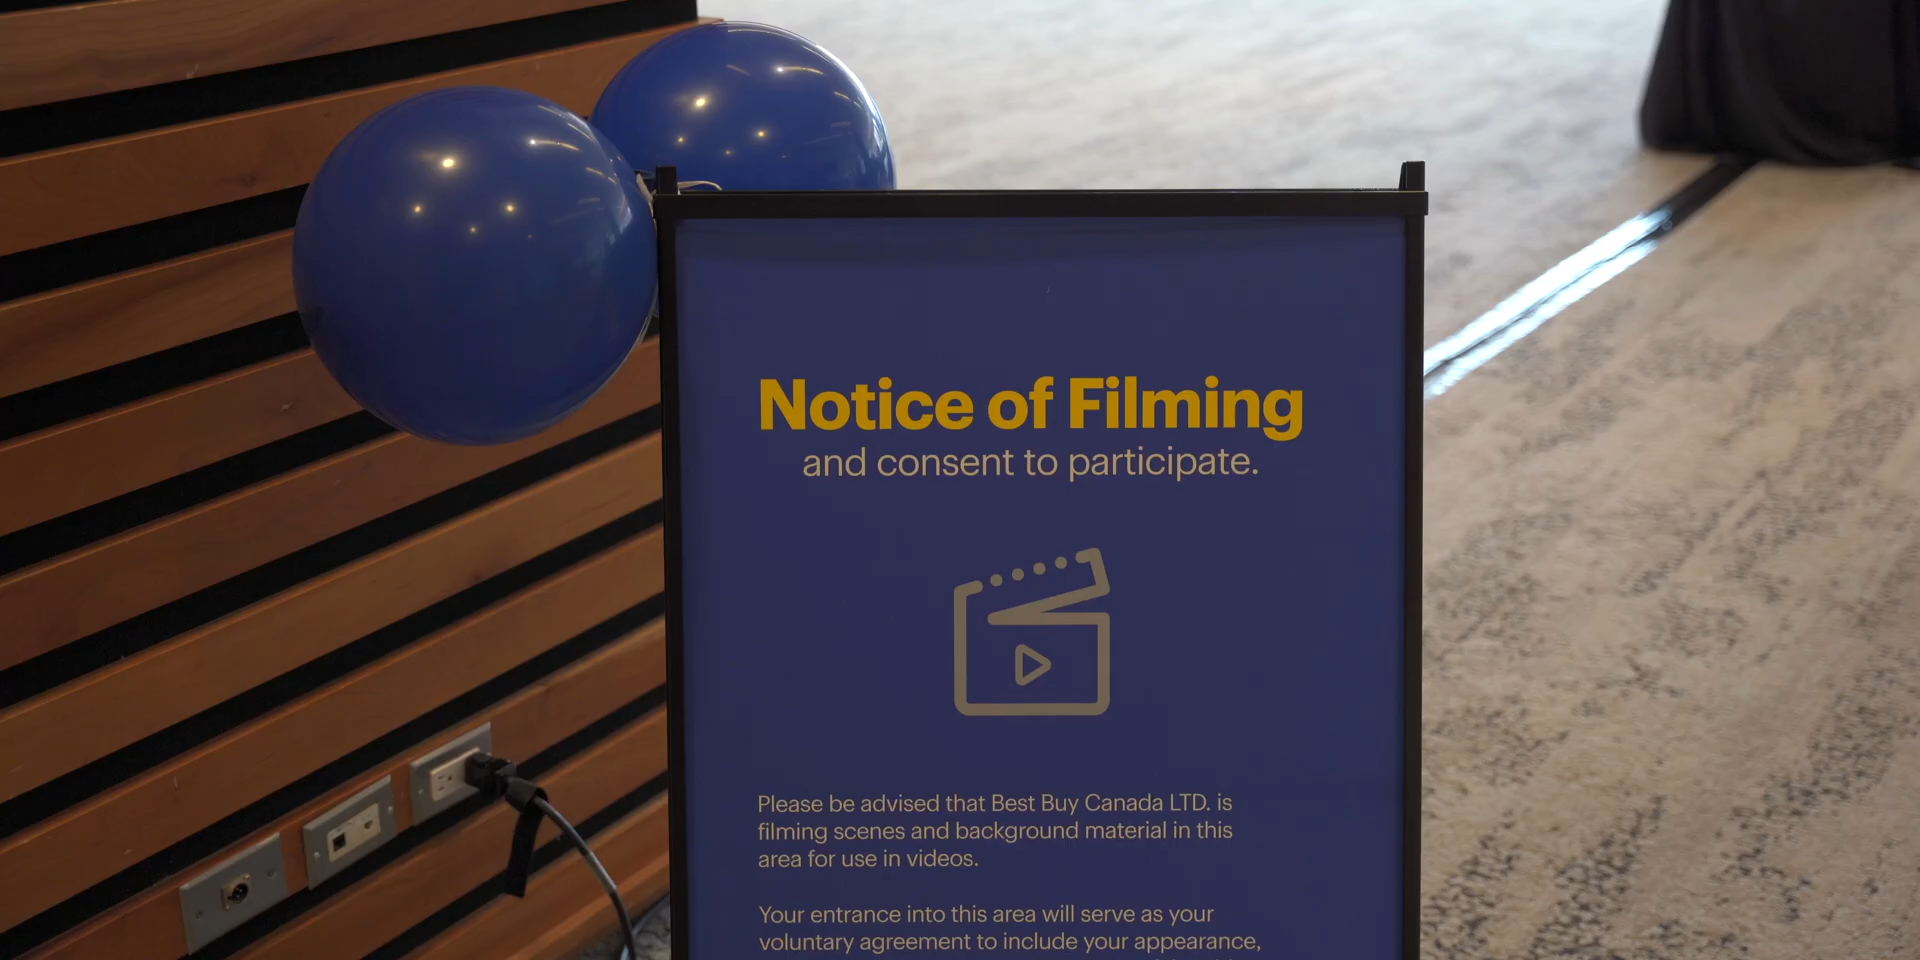 Notice of Filming
and consent to participate.
Please be advised that Best Buy Canada LTD. is
filming scenes and background material in this
area for use in videos.
Your entrance into this area will serve as your
voluntary agreement to include your appearance,